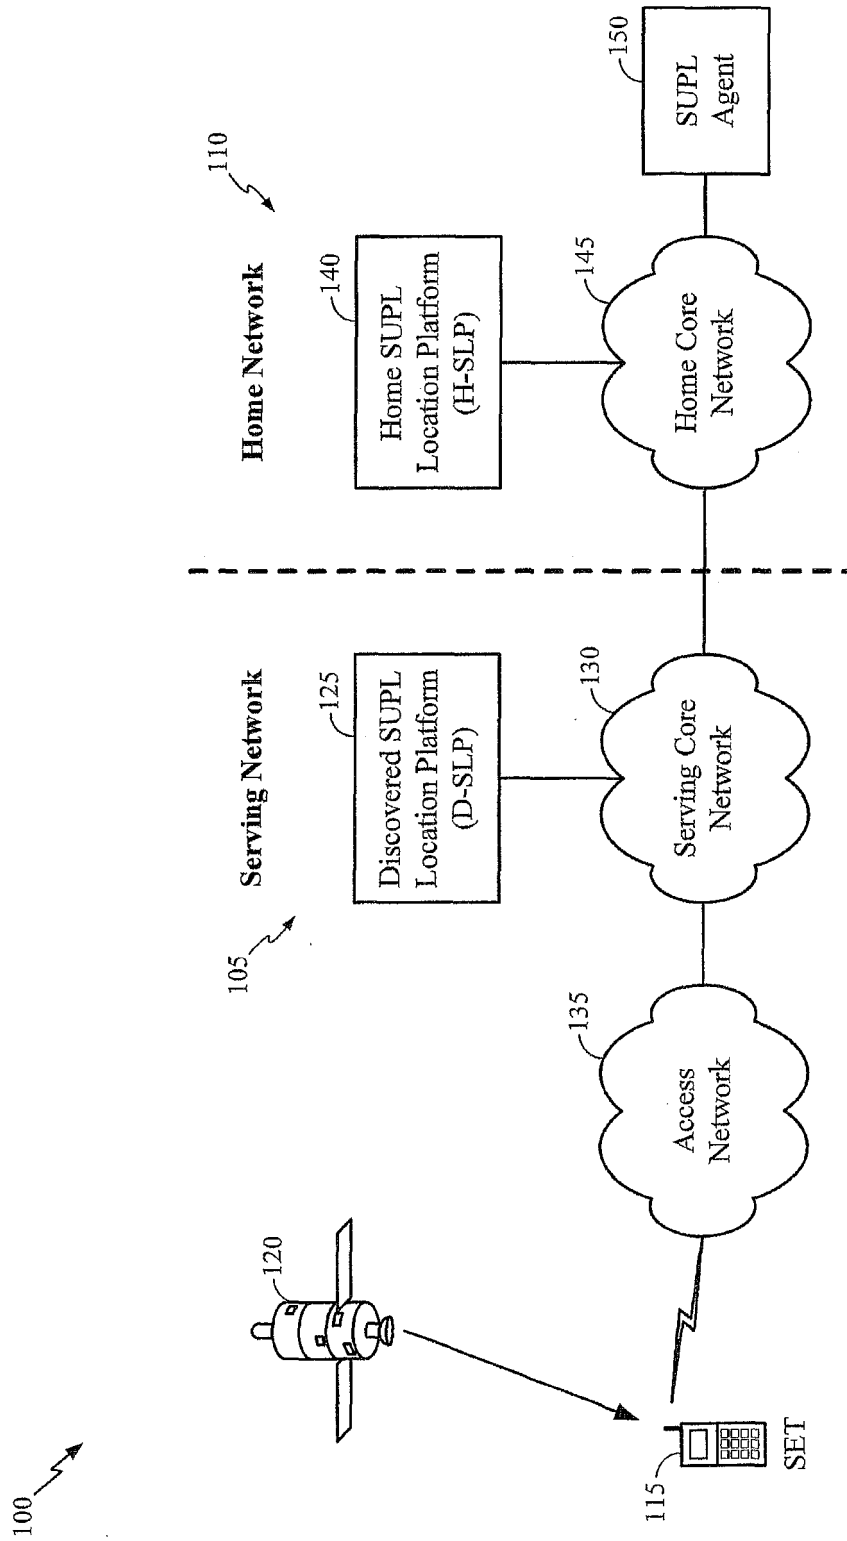 100
110
105
Serving Network
Home Network
120
125
Discovered SUPL
Location Platform
(D-SLP)
140
Home SUPL
Location Platform
(H-SLP)
115
SET
135
Access
Network
130
Serving Core
Network
145
Home Core
Network
150
SUPL
Agent